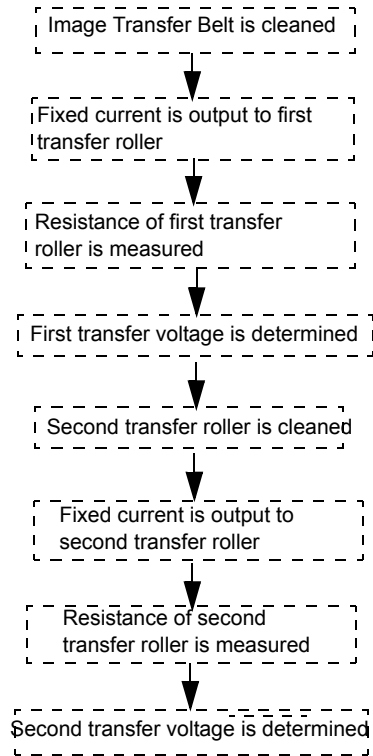 Image Transfer Belt is cleaned
Fixed current is output to first
transfer roller
Resistance of first transfer
roller is measured
First transfer voltage is determined
Second transfer roller is cleaned
Fixed current is output to
second transfer roller
Resistance of second
transfer roller is measured
Second transfer voltage is determined